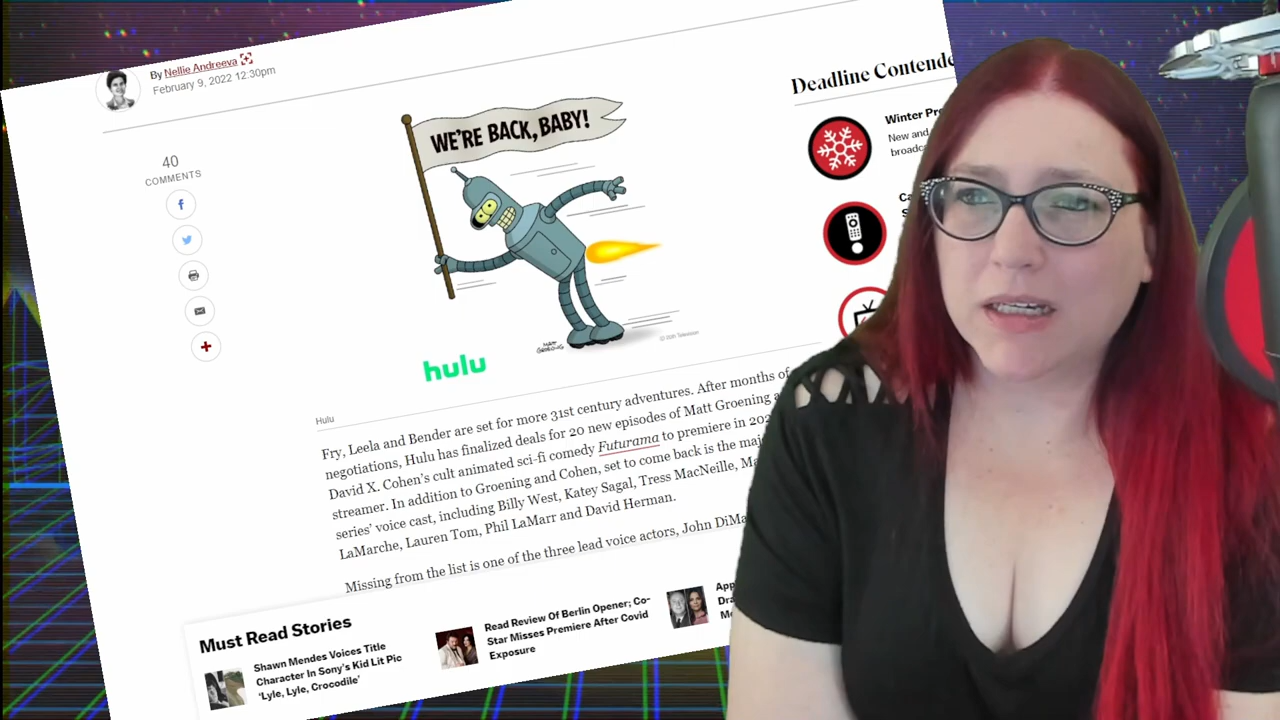 By Nellie Andreeva
February 9, 2022 12:30pm
40
COMMENTS
WE'RE BACK, BABY!
MATT
GROENING
hulu
Hulu
Fry, Leela and Bender are set for more 31st century adventures. After months of
negotiations, Hulu has finalized deals for 20 new episodes of Matt Groening
David X. Cohen's cult animated sci-fi comedy Futurama to premiere in
streamer. In addition to Groening and Cohen, set to come back is the
series' voice cast, including Billy West, Katey Sagal, Tress MacNeille,
LaMarche, Lauren Tom, Phil LaMarr and David Herman.
Missing from the list is one of the three lead voice actors, John
Deadline
Winter
New and
Must Read Stories
Shawn Mendes Voices Title
Character In Sony's Kid Lit Pic
'Lyle, Lyle, Crocodile'
Read Review Of Berlin Opener; Co-
Star Misses Premiere After Covid
Exposure